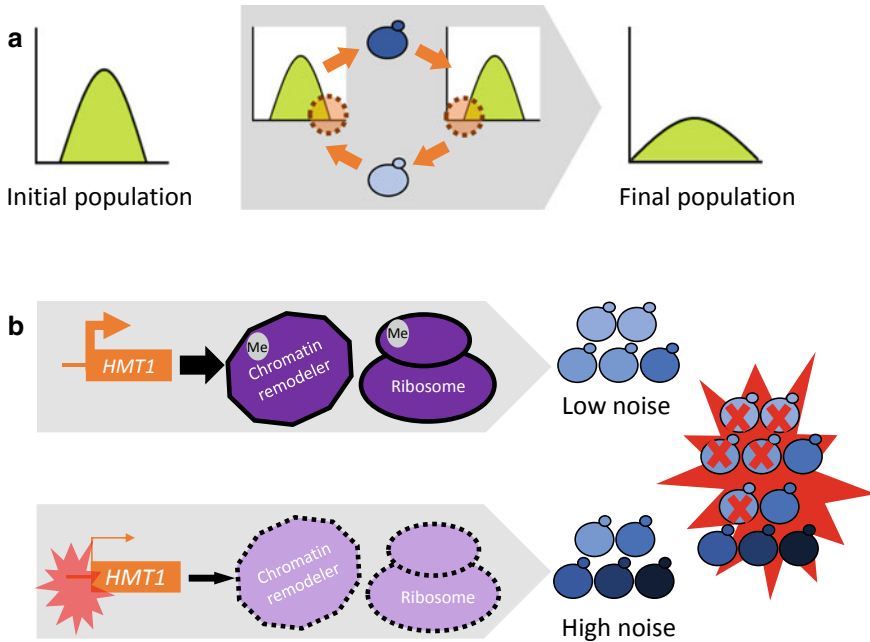 a
Initial population
Final population
b
HMT1
Me
Chromatin
remodeler
Me
Ribosome
Low noise
HMT1
Chromatin
remodeler
Ribosome
High noise